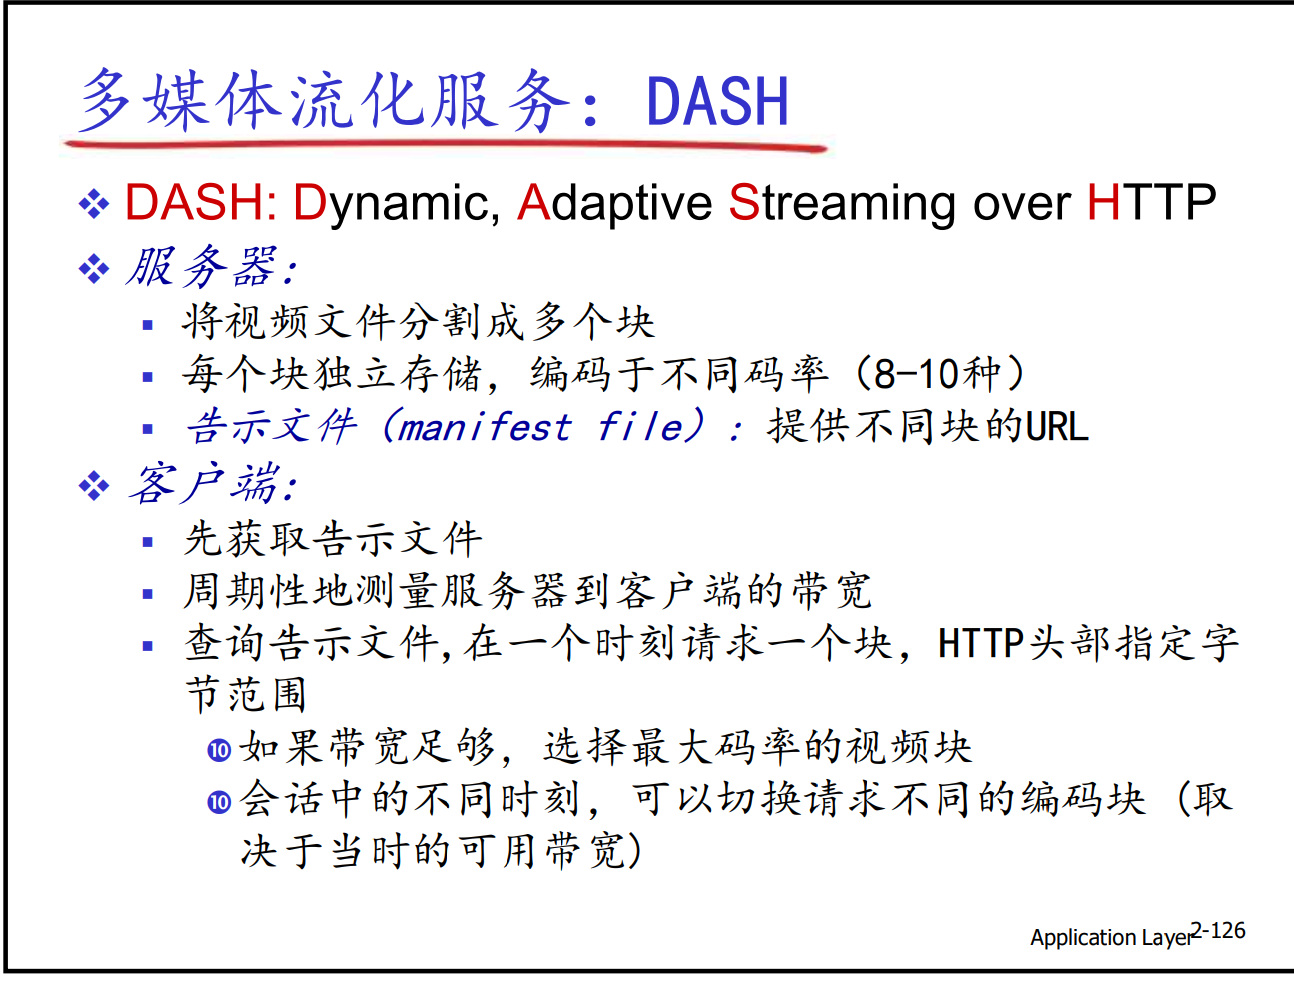 多媒体流化服务：DASH
DASH: Dynamic, Adaptive Streaming over HTTP
服务器：
将视频文件分割成多个块
每个块独立存储，编码于不同码率（8-10种）
告示文件（manifest file）：提供不同块的URL
客户端：
先获取告示文件
周期性地测量服务器到客户端的带宽
查询告示文件,在一个时刻请求一个块，HTTP头部指定字
节范围
⓾如果带宽足够，选择最大码率的视频块
⓾会话中的不同时刻，可以切换请求不同的编码块 (取
决于当时的可用带宽)
Application Layer 2-126